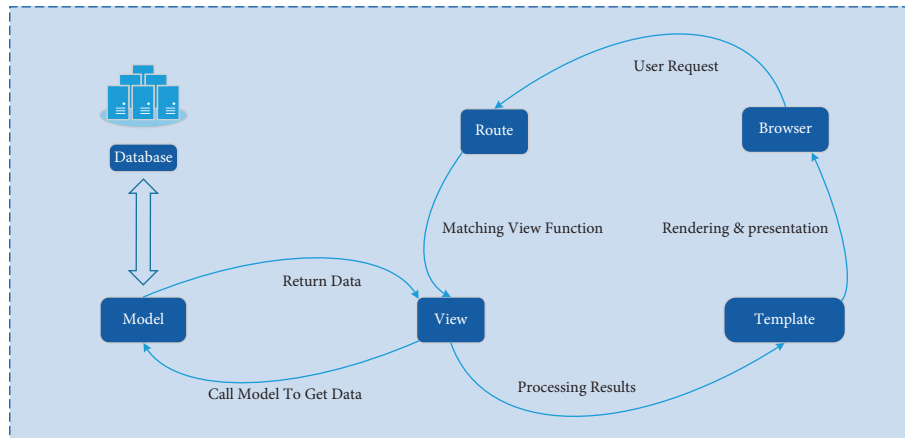 User Request
Route
Browser
Database
Matching View Function
Rendering & presentation
Return Data
Model
View
Template
Call Model To Get Data
Processing Results